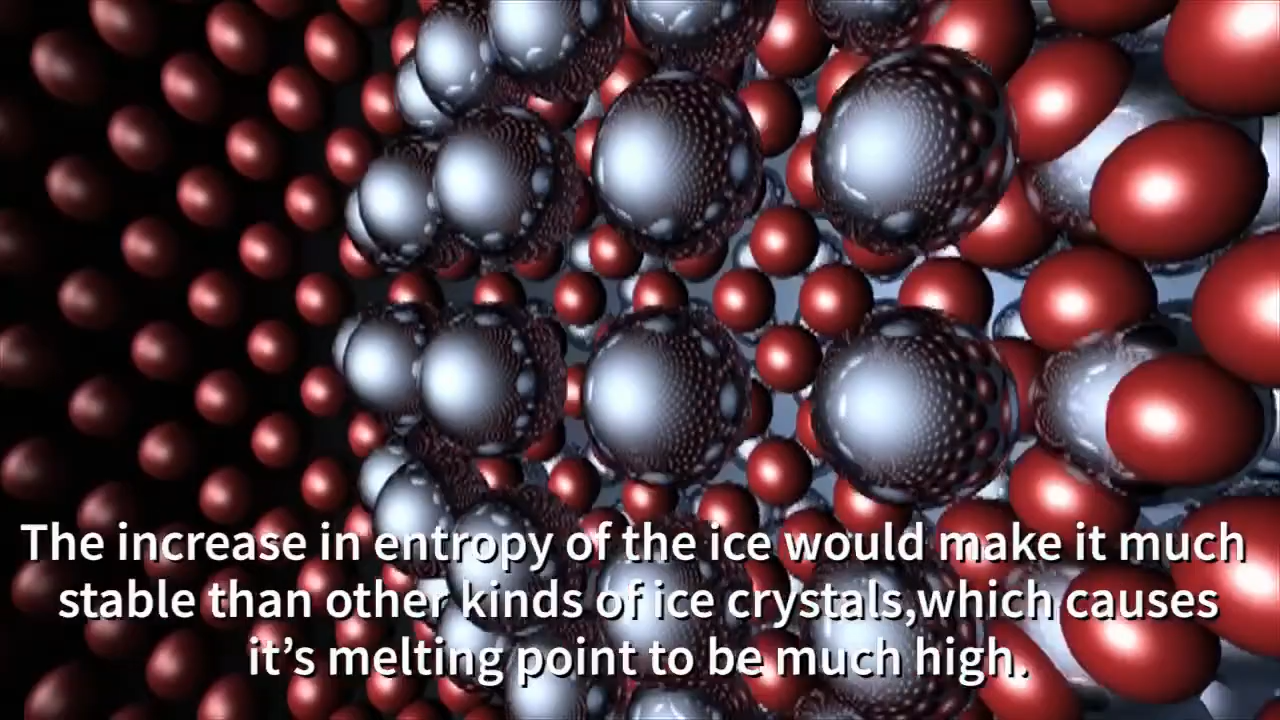 The increase in entropy of the ice would make it much
stable than other kinds of ice crystals,which causes
it’s melting point to be much high.